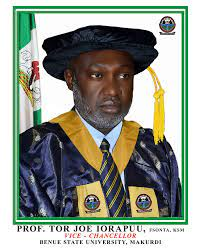 PROF. TOR JOE IORAPUU, FSONTA, KSM
VICE - CHANCELLOR
BENUE STATE UNIVERSITY, MAKURDI